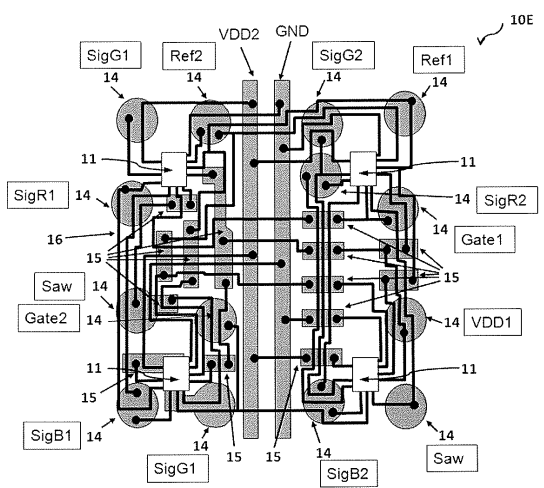 10E
VDD2 GND
SigG1 Ref2 SigG2 Ref1
14 14 14 14
11 11
SigR1 14 14 SigR2
14
16 14 Gate1
15 15
Saw
14
Gate2 14 14 VDD1
11 11
15 15 15
SigB1 14 14 14 14
SigG1 SigB2 Saw